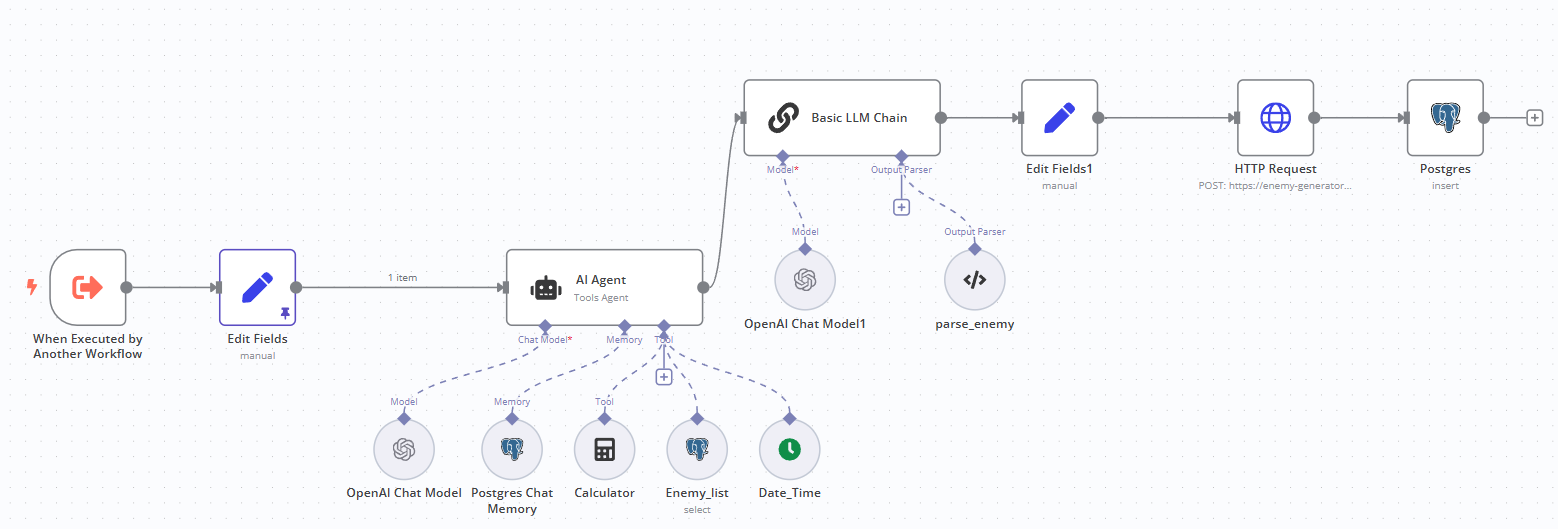 Basic LLM Chain
Model*
Output Parser
Edit Fields1
manual
HTTP Request
POST: https://enemy-generator...
Postgres
insert
Model
Output Parser
OpenAI Chat Model1
parse_enemy
When Executed by
Another Workflow
Edit Fields
manual
1 item
AI Agent
Tools Agent
Chat Model*
Memory
Tool
Model
Memory
Tool
OpenAI Chat Model
Postgres Chat
Memory
Calculator
Enemy_list
select
Date_Time